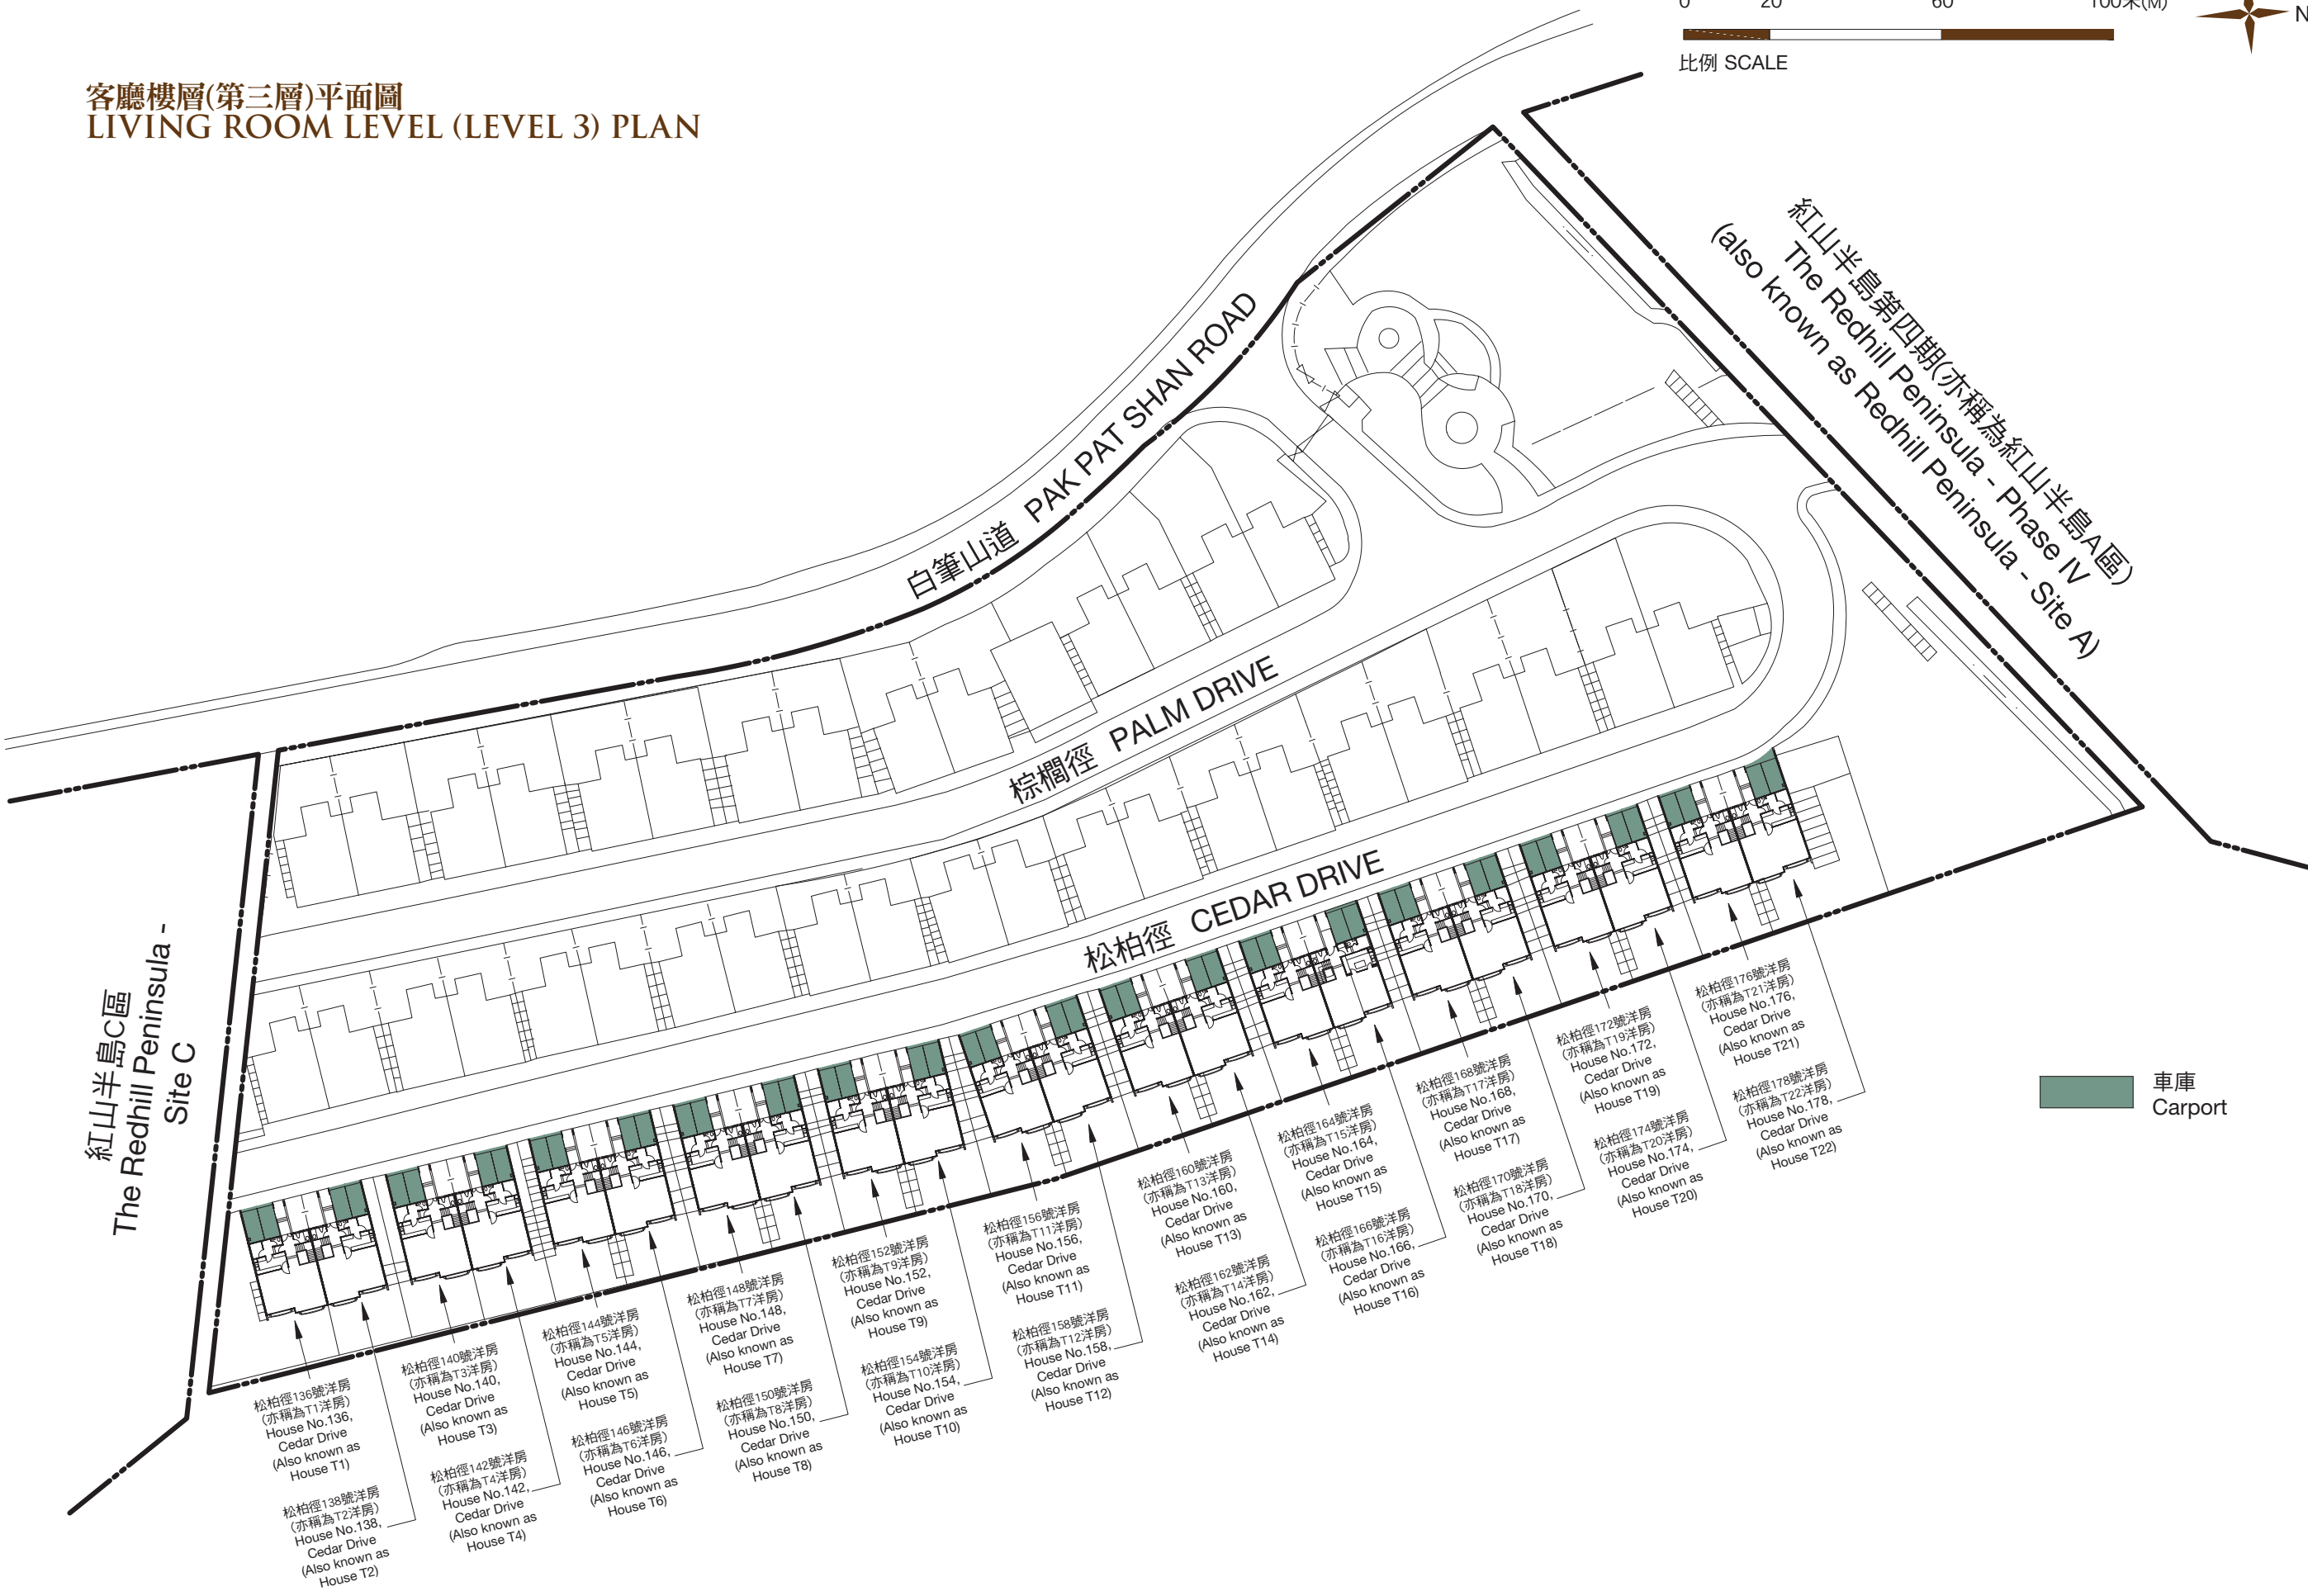 0 20 60 100米(M)
N
比例 SCALE
客廳樓層(第三層)平面圖
LIVING ROOM LEVEL (LEVEL 3) PLAN
紅山半島第四期(亦稱為紅山半島A區)
The Redhill Peninsula - Phase IV
(also known as Redhill Peninsula - Site A)
白筆山道 PAK PAT SHAN ROAD
棕櫚徑 PALM DRIVE
松柏徑 CEDAR DRIVE
紅山半島C區
The Redhill Peninsula -
Site C
車庫
Carport
松柏徑136號洋房
(亦稱為T1洋房)
House No.136,
Cedar Drive
(Also known as
House T1)
松柏徑138號洋房
(亦稱為T2洋房)
House No.138,
Cedar Drive
(Also known as
House T2)
松柏徑140號洋房
(亦稱為T3洋房)
House No.140,
Cedar Drive
(Also known as
House T3)
松柏徑142號洋房
(亦稱為T4洋房)
House No.142,
Cedar Drive
(Also known as
House T4)
松柏徑144號洋房
(亦稱為T5洋房)
House No.144,
Cedar Drive
(Also known as
House T5)
松柏徑146號洋房
(亦稱為T6洋房)
House No.146,
Cedar Drive
(Also known as
House T6)
松柏徑148號洋房
(亦稱為T7洋房)
House No.148,
Cedar Drive
(Also known as
House T7)
松柏徑150號洋房
(亦稱為T8洋房)
House No.150,
Cedar Drive
(Also known as
House T8)
松柏徑152號洋房
(亦稱為T9洋房)
House No.152,
Cedar Drive
(Also known as
House T9)
松柏徑154號洋房
(亦稱為T10洋房)
House No.154,
Cedar Drive
(Also known as
House T10)
松柏徑156號洋房
(亦稱為T11洋房)
House No.156,
Cedar Drive
(Also known as
House T11)
松柏徑158號洋房
(亦稱為T12洋房)
House No.158,
Cedar Drive
(Also known as
House T12)
松柏徑160號洋房
(亦稱為T13洋房)
House No.160,
Cedar Drive
(Also known as
House T13)
松柏徑162號洋房
(亦稱為T14洋房)
House No.162,
Cedar Drive
(Also known as
House T14)
松柏徑164號洋房
(亦稱為T15洋房)
House No.164,
Cedar Drive
(Also known as
House T15)
松柏徑166號洋房
(亦稱為T16洋房)
House No.166,
Cedar Drive
(Also known as
House T16)
松柏徑168號洋房
(亦稱為T17洋房)
House No.168,
Cedar Drive
(Also known as
House T17)
松柏徑170號洋房
(亦稱為T18洋房)
House No.170,
Cedar Drive
(Also known as
House T18)
松柏徑172號洋房
(亦稱為T19洋房)
House No.172,
Cedar Drive
(Also known as
House T19)
松柏徑174號洋房
(亦稱為T20洋房)
House No.174,
Cedar Drive
(Also known as
House T20)
松柏徑176號洋房
(亦稱為T21洋房)
House No.176,
Cedar Drive
(Also known as
House T21)
松柏徑178號洋房
(亦稱為T22洋房)
House No.178,
Cedar Drive
(Also known as
House T22)